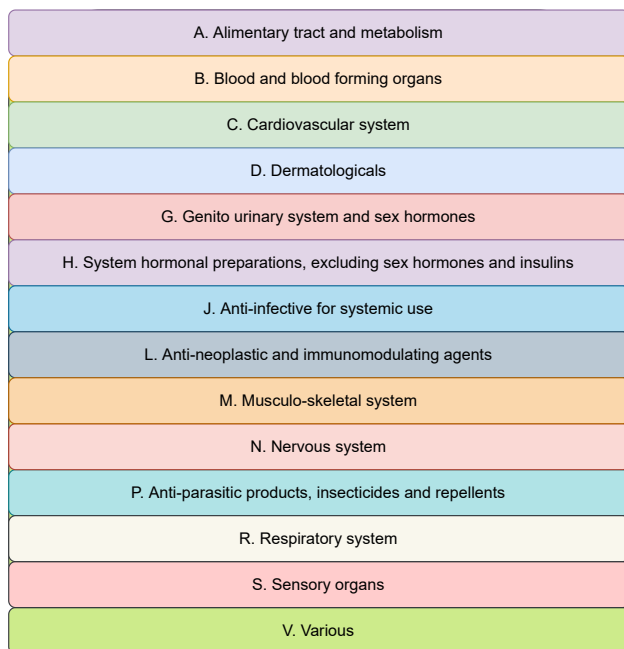 A. Alimentary tract and metabolism
B. Blood and blood forming organs
C. Cardiovascular system
D. Dermatologicals
G. Genito urinary system and sex hormones
H. System hormonal preparations, excluding sex hormones and insulins
J. Anti-infective for systemic use
L. Anti-neoplastic and immunomodulating agents
M. Musculo-skeletal system
N. Nervous system
P. Anti-parasitic products, insecticides and repellents
R. Respiratory system
S. Sensory organs
V. Various